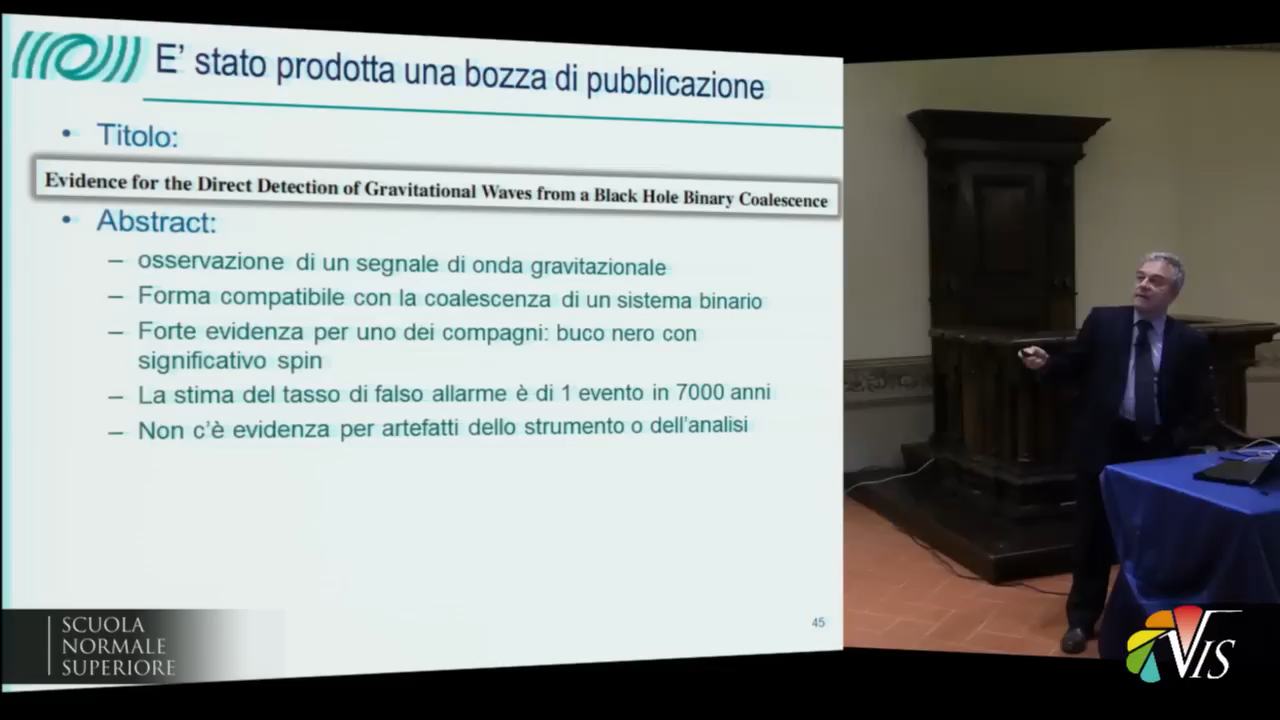 E' stato prodotta una bozza di pubblicazione
• Titolo:
Evidence for the Direct Detection of Gravitational Waves from a Black Hole Binary Coalescence
• Abstract:
– osservazione di un segnale di onda gravitazionale
– Forma compatibile con la coalescenza di un sistema binario
– Forte evidenza per uno dei compagni: buco nero con
significativo spin
– La stima del tasso di falso allarme è di 1 evento in 7000 anni
– Non c'è evidenza per artefatti dello strumento o dell'analisi
45
SCUOLA
NORMALE
SUPERIORE
VIS